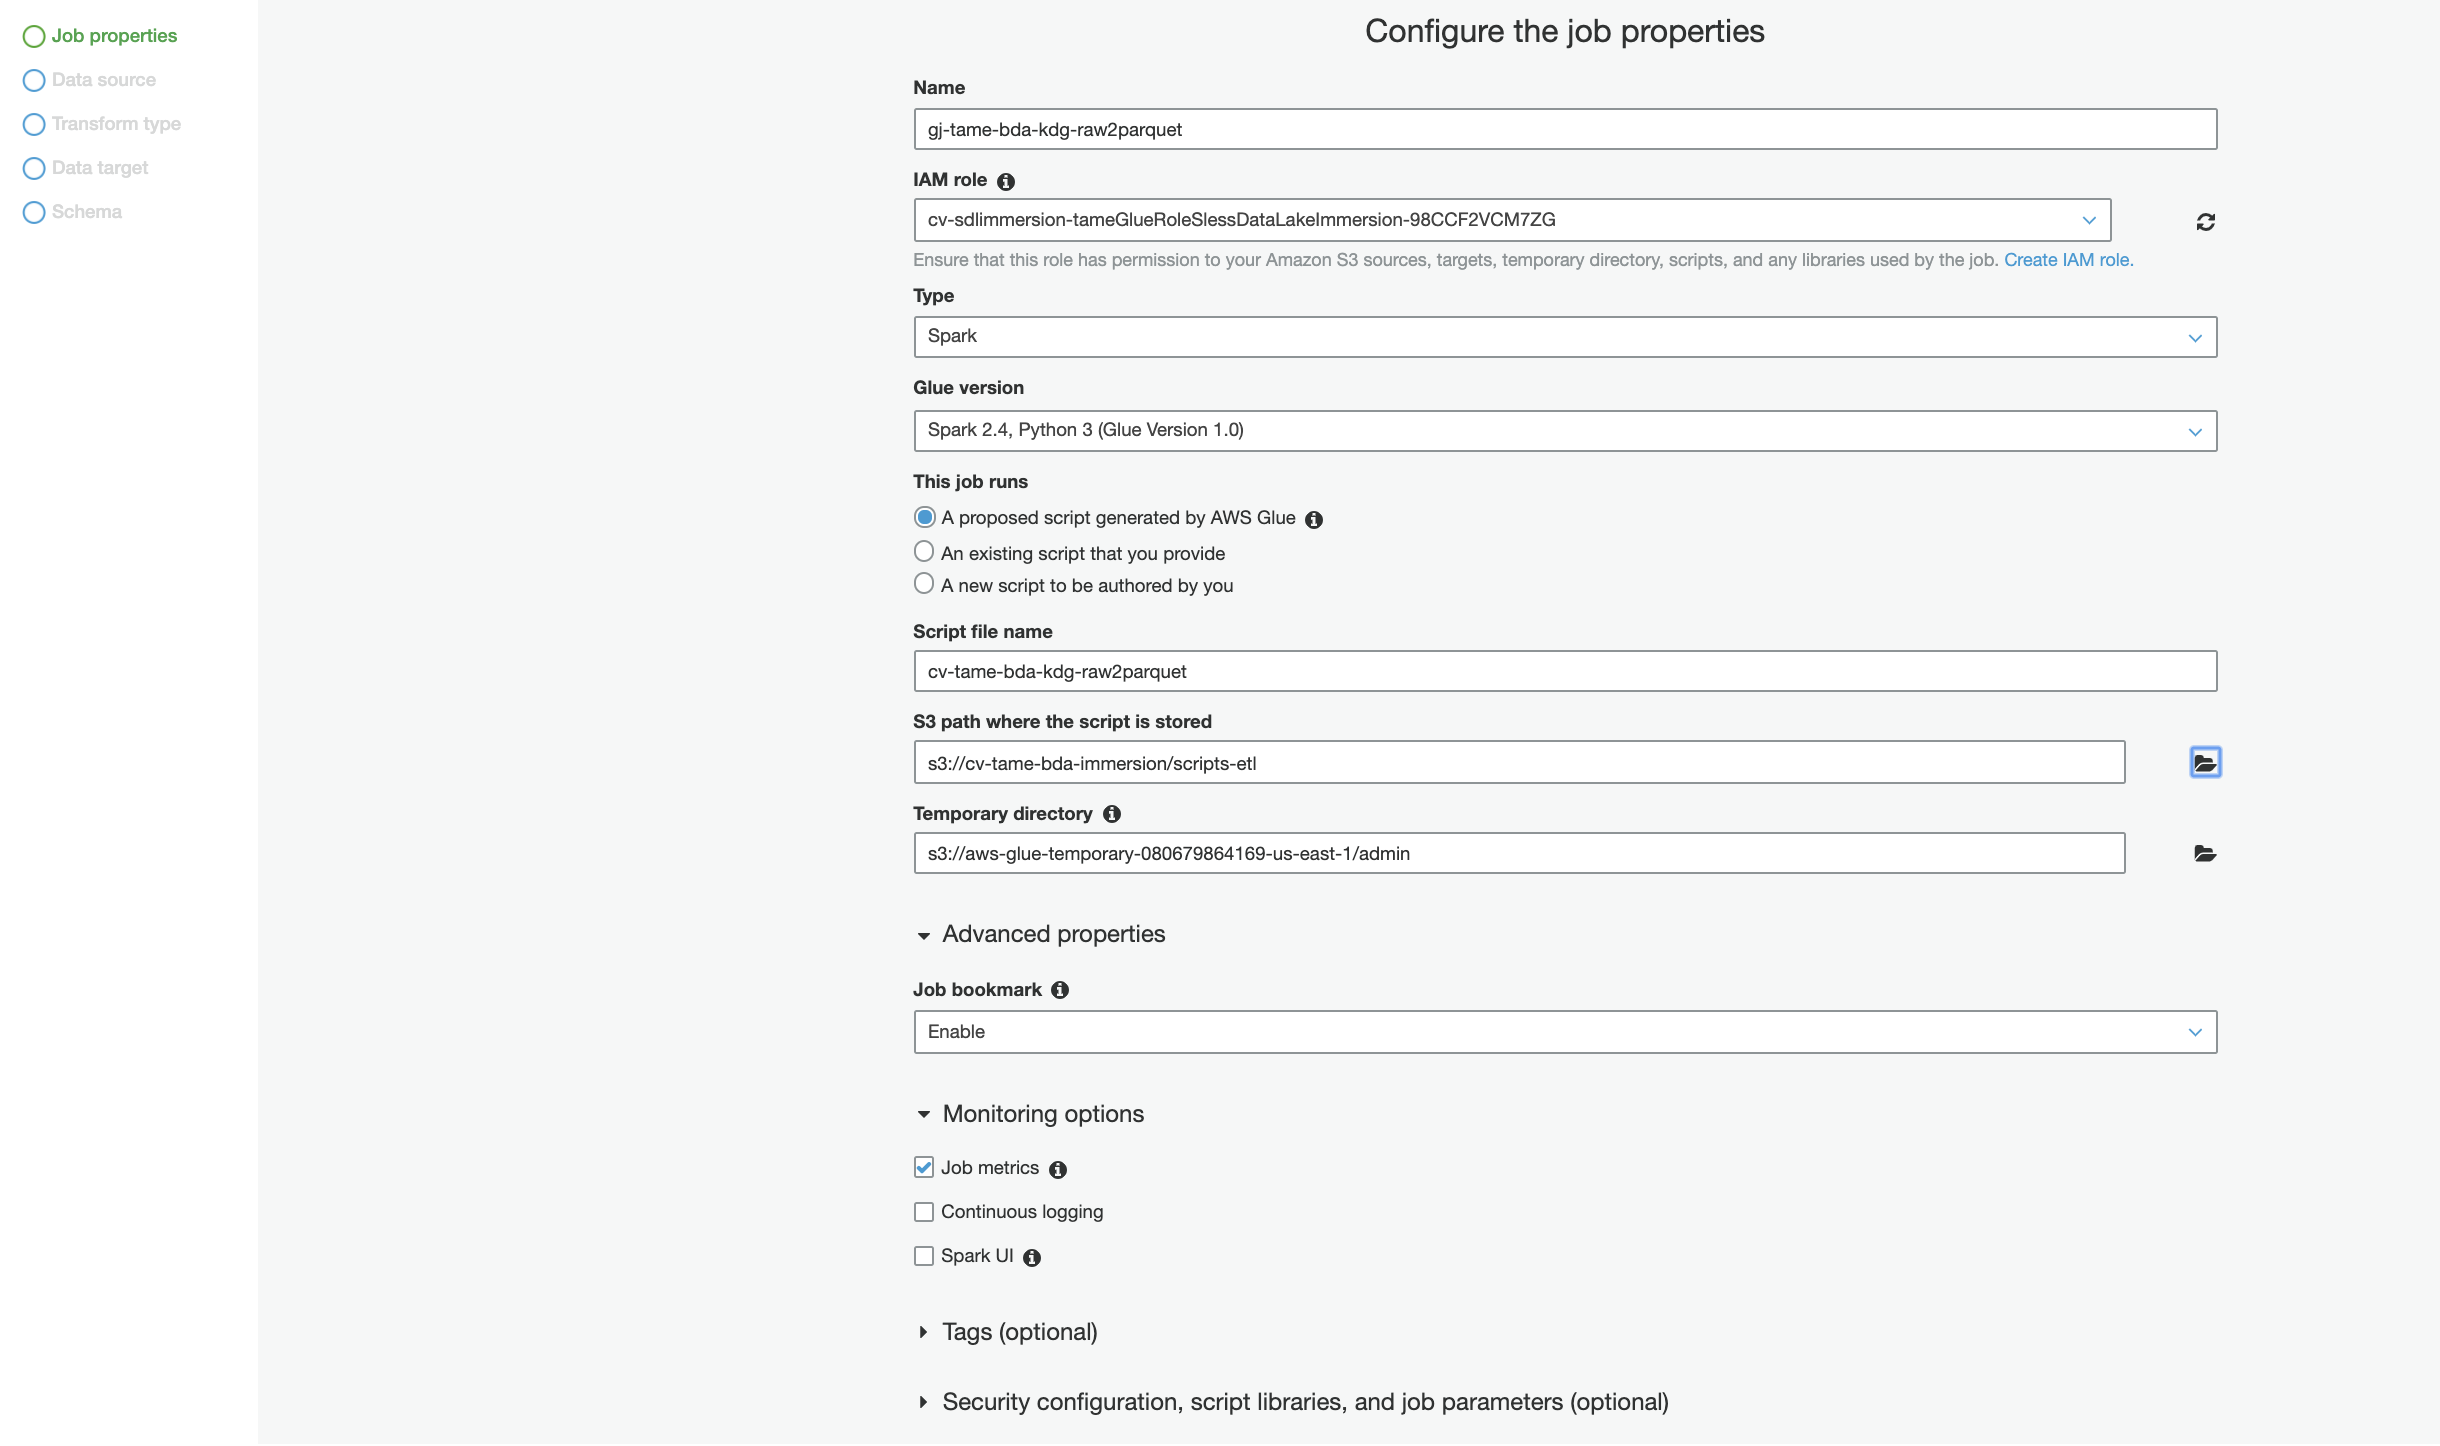 Job properties
Data source
Transform type
Data target
Schema
Configure the job properties
Name
gj-tame-bda-kdg-raw2parquet
IAM role
cv-sdlimmersion-tameGlueRoleSlessDataLakeImmersion-98CCF2VCM7ZG
Ensure that this role has permission to your Amazon S3 sources, targets, temporary directory, scripts, and any libraries used by the job. Create IAM role.
Type
Spark
Glue version
Spark 2.4, Python 3 (Glue Version 1.0)
This job runs
A proposed script generated by AWS Glue
An existing script that you provide
A new script to be authored by you
Script file name
cv-tame-bda-kdg-raw2parquet
S3 path where the script is stored
s3://cv-tame-bda-immersion/scripts-etl
Temporary directory
s3://aws-glue-temporary-080679864169-us-east-1/admin
Advanced properties
Job bookmark
Enable
Monitoring options
Job metrics
Continuous logging
Spark UI
Tags (optional)
Security configuration, script libraries, and job parameters (optional)